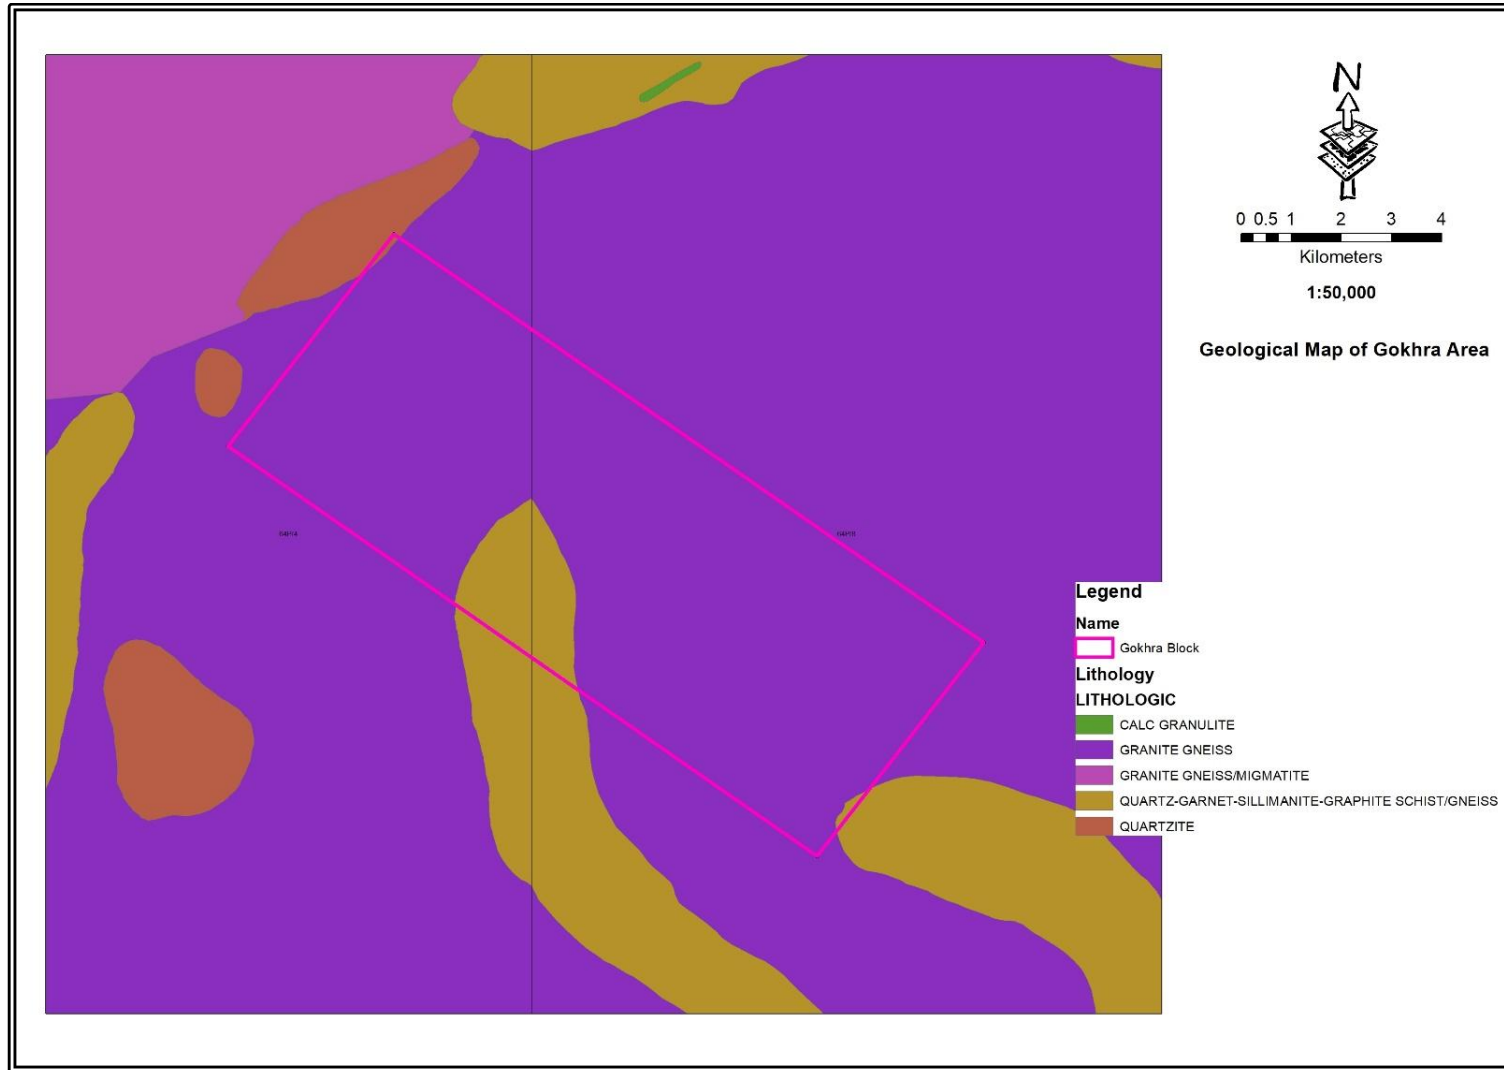 N
0 0.5 1 2 3 4
Kilometers
1:50,000
Geological Map of Gokhra Area
Legend
Name
Gokhra Block
Lithology
LITHOLOGIC
CALC GRANULITE
GRANITE GNEISS
GRANITE GNEISS/MIGMATITE
QUARTZ-GARNET-SILLIMANITE-GRAPHITE SCHIST/GNEISS
QUARTZITE